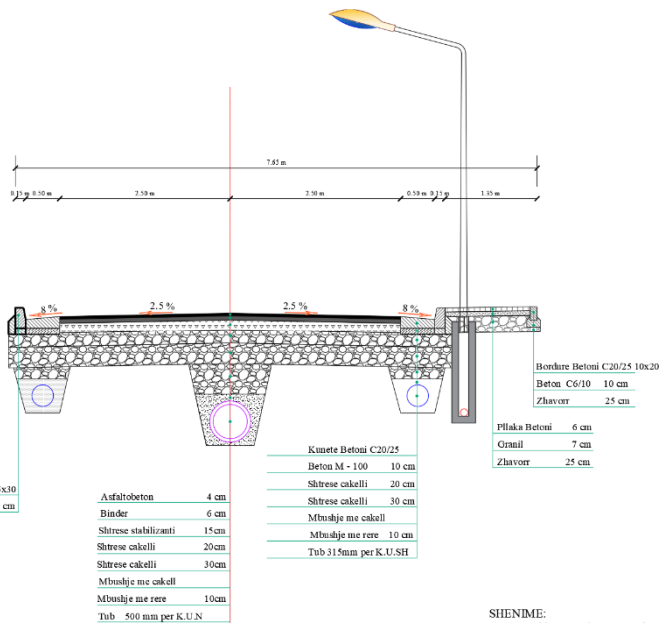 7.65 m
0.15 m 0.50 m 2.50 m 2.50 m 0.50 m 0.15 m 1.35 m
8 % 2.5 % 2.5 % 8 %
Bordure Betoni C20/25 10x20
Beton C6/10 10 cm
Zhavorr 25 cm
Pllaka Betoni 6 cm
Granil 7 cm
Zhavorr 25 cm
Kunete Betoni C20/25
Beton M - 100 10 cm
Shtrese cakelli 20 cm
Shtrese cakelli 30 cm
Mbushje me cakell
Mbushje me rere 10 cm
Tub 315mm per K.U.SH
x30
cm
Asfaltobeton 4 cm
Binder 6 cm
Shtrese stabilizanti 15cm
Shtrese cakelli 20cm
Shtrese cakelli 30cm
Mbushje me cakell
Mbushje me rere 10cm
Tub 500 mm per K.U.N
SHENIME: